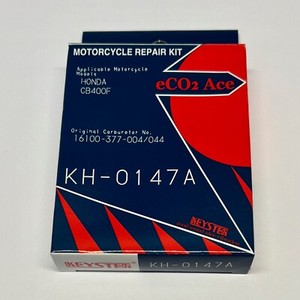 MOTORCYCLE REPAIR KIT
Applicable Motorcycle
Models
HONDA
CB400F
eCO2 Ace
Original Carburetor No.
16100-377-004/044
KH-0147A
KEYSTER
KEYSTER
KH-0147A